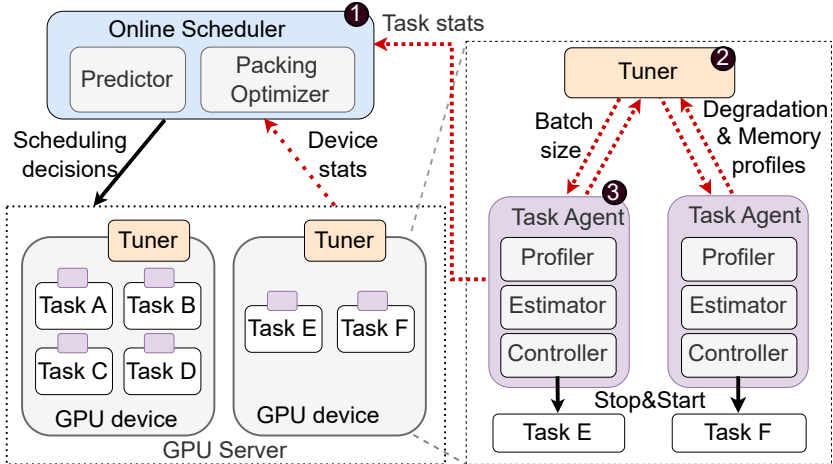 1
Task stats
Online Scheduler
Predictor
Packing
Optimizer
Scheduling
decisions
Device
stats
Tuner
Tuner
Task A
Task B
Task C
Task D
GPU device
Task E
Task F
GPU device
GPU Server
Tuner
2
Batch
size
Degradation
& Memory
profiles
3
Task Agent
Profiler
Estimator
Controller
Task Agent
Profiler
Estimator
Controller
Stop&Start
Task E
Task F